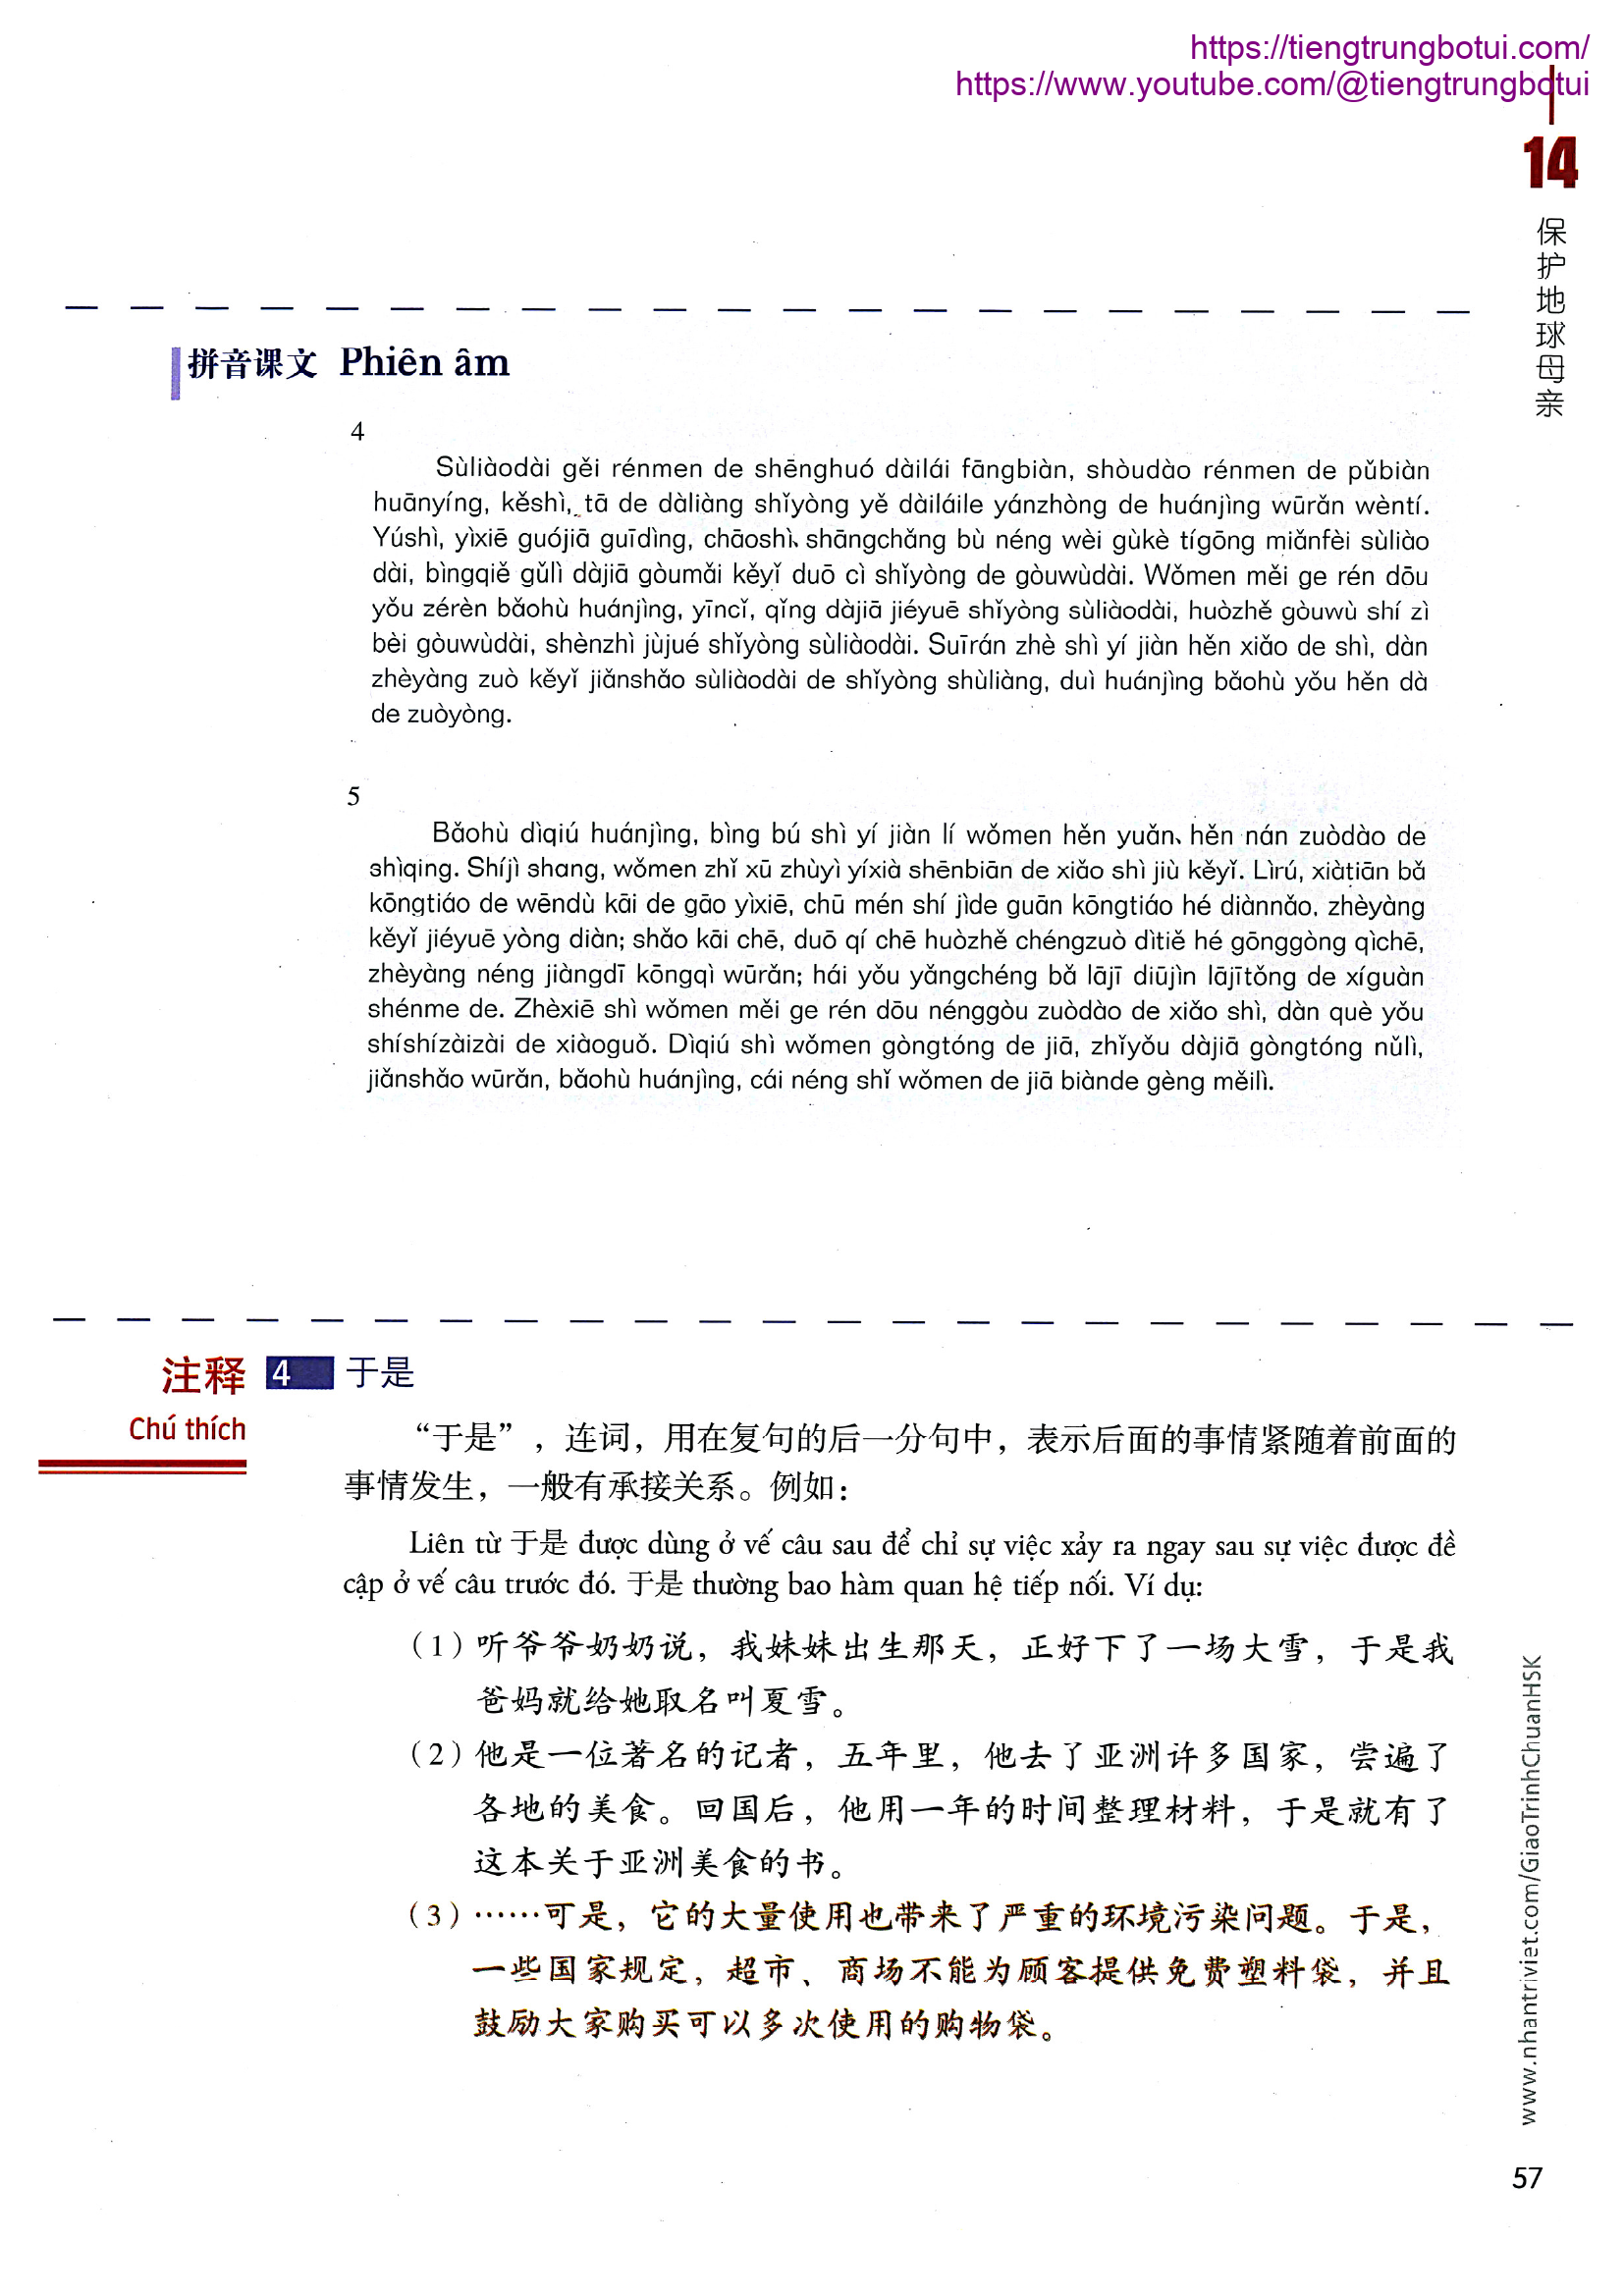 https://tiengtrungbotui.com/
https://www.youtube.com/@tiengtrungbotui
14
保护地球母亲
拼音课文 Phiên âm
4
Sùliàodài gěi rénmen de shēnghuó dàilái fāngbiàn, shòudào rénmen de pǔbiàn
huānyíng, kěshì, tā de dàliàng shǐyòng yě dàiláile yánzhòng de huánjìng wūrǎn wèntí.
Yúshì, yìxiē guójiā guīdìng, chāoshì、shāngchǎng bù néng wèi gùkè tígōng miǎnfèi sùliào
dài, bìngqiě gǔlì dàjiā gòumǎi kěyǐ duō cì shǐyòng de gòuwùdài. Wǒmen měi ge rén dōu
yǒu zérèn bǎohù huánjìng, yīncǐ, qǐng dàjiā jiéyuē shǐyòng sùliàodài, huòzhě gòuwù shí zì
bèi gòuwùdài, shènzhì jùjué shǐyòng sùliàodài. Suīrán zhè shì yí jiàn hěn xiǎo de shì, dàn
zhèyàng zuò kěyǐ jiǎnshǎo sùliàodài de shǐyòng shùliàng, duì huánjìng bǎohù yǒu hěn dà
de zuòyòng.
5
Bǎohù dìqiú huánjìng, bìng bú shì yí jiàn lí wǒmen hěn yuǎn、hěn nán zuòdào de
shìqing. Shíjì shang, wǒmen zhǐ xū zhùyì yíxià shēnbiān de xiǎo shì jiù kěyǐ. Lìrú, xiàtiān bǎ
kōngtiáo de wēndù kāi de gāo yìxiē, chū mén shí jìde guān kōngtiáo hé diànnǎo, zhèyàng
kěyǐ jiéyuē yòng diàn; shǎo kāi chē, duō qí chē huòzhě chéngzuò dìtiě hé gōnggòng qìchē,
zhèyàng néng jiàngdī kōngqì wūrǎn; hái yǒu yǎngchéng bǎ lājī diūjìn lājītǒng de xíguàn
shénme de. Zhèxiē shì wǒmen měi ge rén dōu nénggòu zuòdào de xiǎo shì, dàn què yǒu
shíshízàizài de xiàoguǒ. Dìqiú shì wǒmen gòngtóng de jiā, zhǐyǒu dàjiā gòngtóng nǔlì,
jiǎnshǎo wūrǎn, bǎohù huánjìng, cái néng shǐ wǒmen de jiā biànde gèng měilì.
注释 4 于是
Chú thích
“于是”，连词，用在复句的后一分句中，表示后面的事情紧随着前面的
事情发生，一般有承接关系。例如：
Liên từ 于是 được dùng ở vế câu sau để chỉ sự việc xảy ra ngay sau sự việc được đề
cập ở vế câu trước đó. 于是 thường bao hàm quan hệ tiếp nối. Ví dụ:
（1）听爷爷奶奶说，我妹妹出生那天，正好下了一场大雪，于是我
爸妈就给她取名叫夏雪。
（2）他是一位著名的记者，五年里，他去了亚洲许多国家，尝遍了
各地的美食。回国后，他用一年的时间整理材料，于是就有了
这本关于亚洲美食的书。
（3）……可是，它的大量使用也带来了严重的环境污染问题。于是，
一些国家规定，超市、商场不能为顾客提供免费塑料袋，并且
鼓励大家购买可以多次使用的购物袋。
www.nhantriviet.com/GiaoTrinhChuanHSK
57